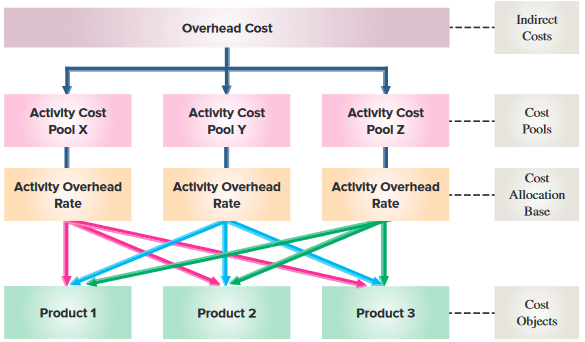 Overhead Cost
Indirect
Costs
Activity Cost
Pool X
Activity Cost
Pool Y
Activity Cost
Pool Z
Cost
Pools
Activity Overhead
Rate
Activity Overhead
Rate
Activity Overhead
Rate
Cost
Allocation
Base
Product 1
Product 2
Product 3
Cost
Objects